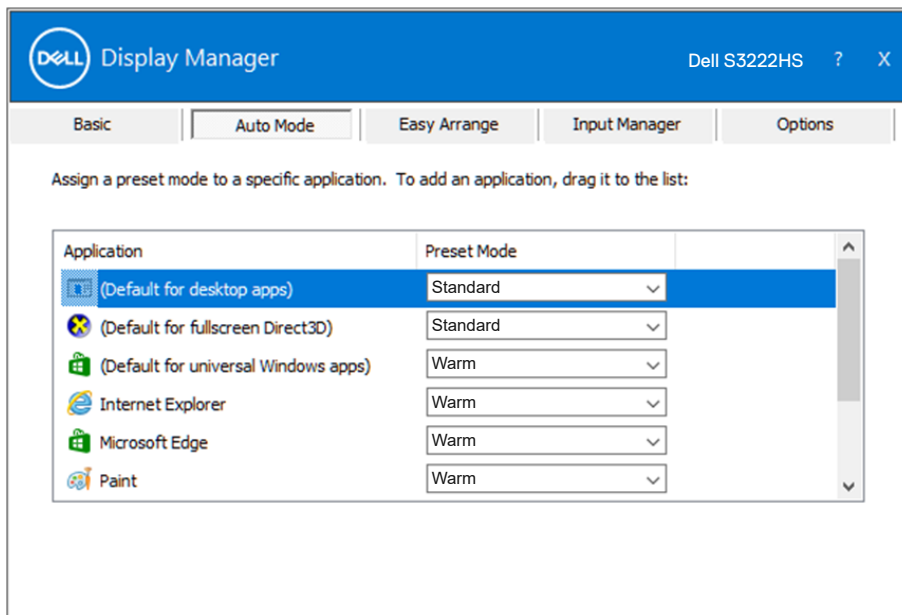 DELL Display Manager Dell S3222HS ? X
Basic Auto Mode Easy Arrange Input Manager Options
Assign a preset mode to a specific application. To add an application, drag it to the list:
Application Preset Mode
(Default for desktop apps) Standard
(Default for fullscreen Direct3D) Standard
(Default for universal Windows apps) Warm
Internet Explorer Warm
Microsoft Edge Warm
Paint Warm